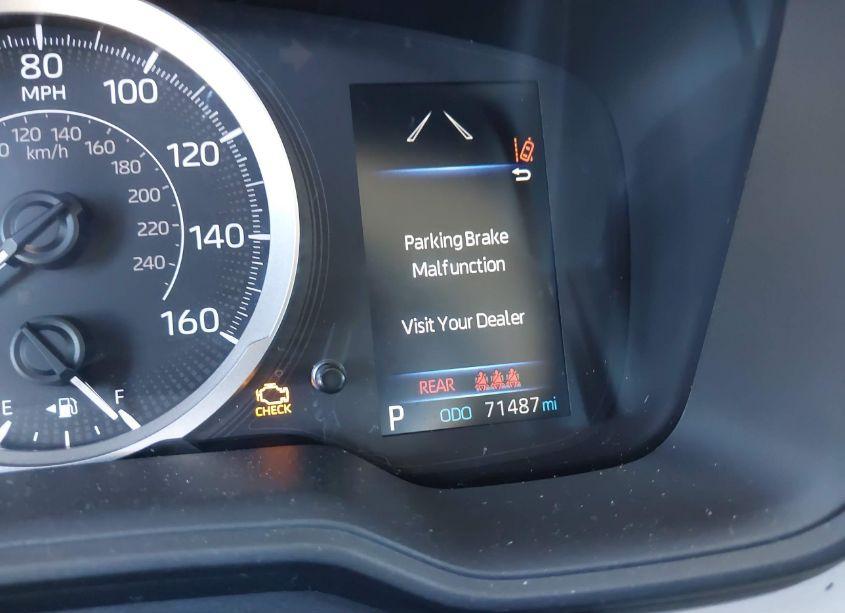 80
MPH
100
120
140
160
120 140
km/h
160
180
200
220
240
E
F
CHECK
Parking Brake
Malfunction
Visit Your Dealer
REAR
P ODO 71487 mi